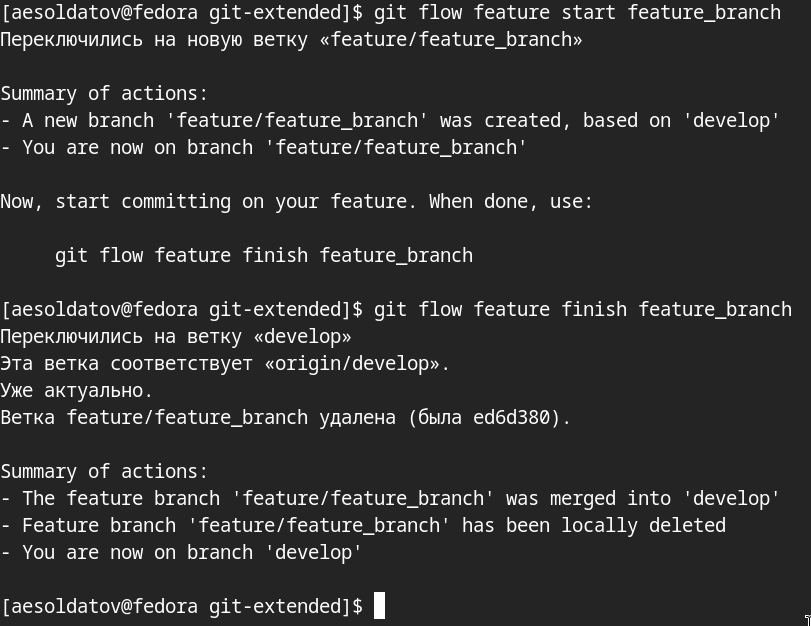 [aesoldatov@fedora git-extended]$ git flow feature start feature_branch
Переключились на новую ветку «feature/feature_branch»
Summary of actions:
- A new branch 'feature/feature_branch' was created, based on 'develop'
- You are now on branch 'feature/feature_branch'
Now, start committing on your feature. When done, use:
git flow feature finish feature_branch
[aesoldatov@fedora git-extended]$ git flow feature finish feature_branch
Переключились на ветку «develop»
Эта ветка соответствует «origin/develop».
Уже актуально.
Ветка feature/feature_branch удалена (была ed6d380).
Summary of actions:
- The feature branch 'feature/feature_branch' was merged into 'develop'
- Feature branch 'feature/feature_branch' has been locally deleted
- You are now on branch 'develop'
[aesoldatov@fedora git-extended]$